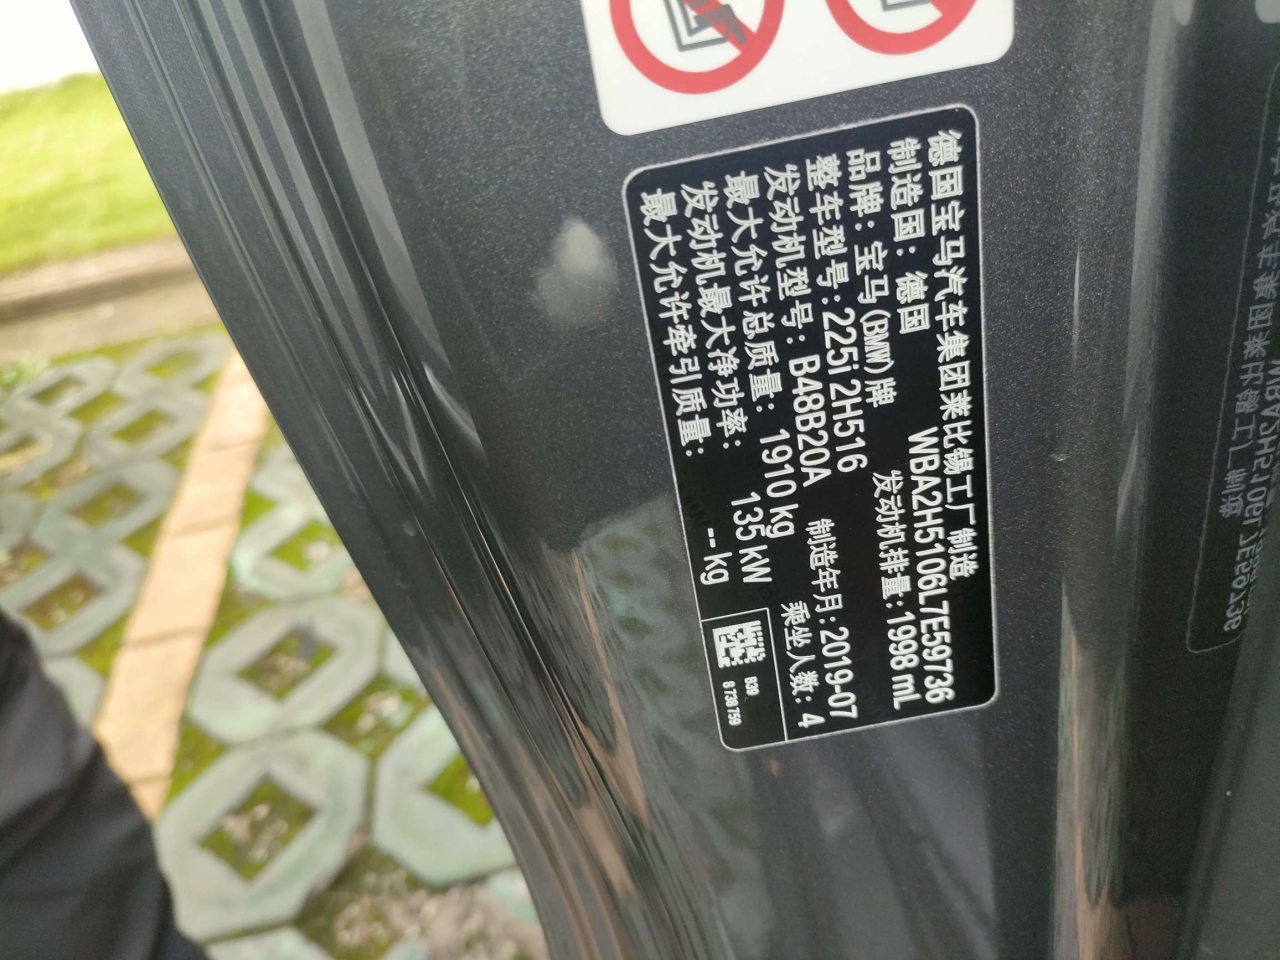 德国宝马汽车集团莱比锡工厂制造
制造国：德国 WBA2H5106L7E59736
品牌：宝马(BMW)牌 发动机排量:1998 mL
整车型号:225i 2H516 制造年月:2019-07
发动机型号：B48B20A 乘坐人数：4
最大允许总质量：1910 kg
发动机最大净功率: 135 kW
最大允许牵引质量: -- kg
B39
8 738 759